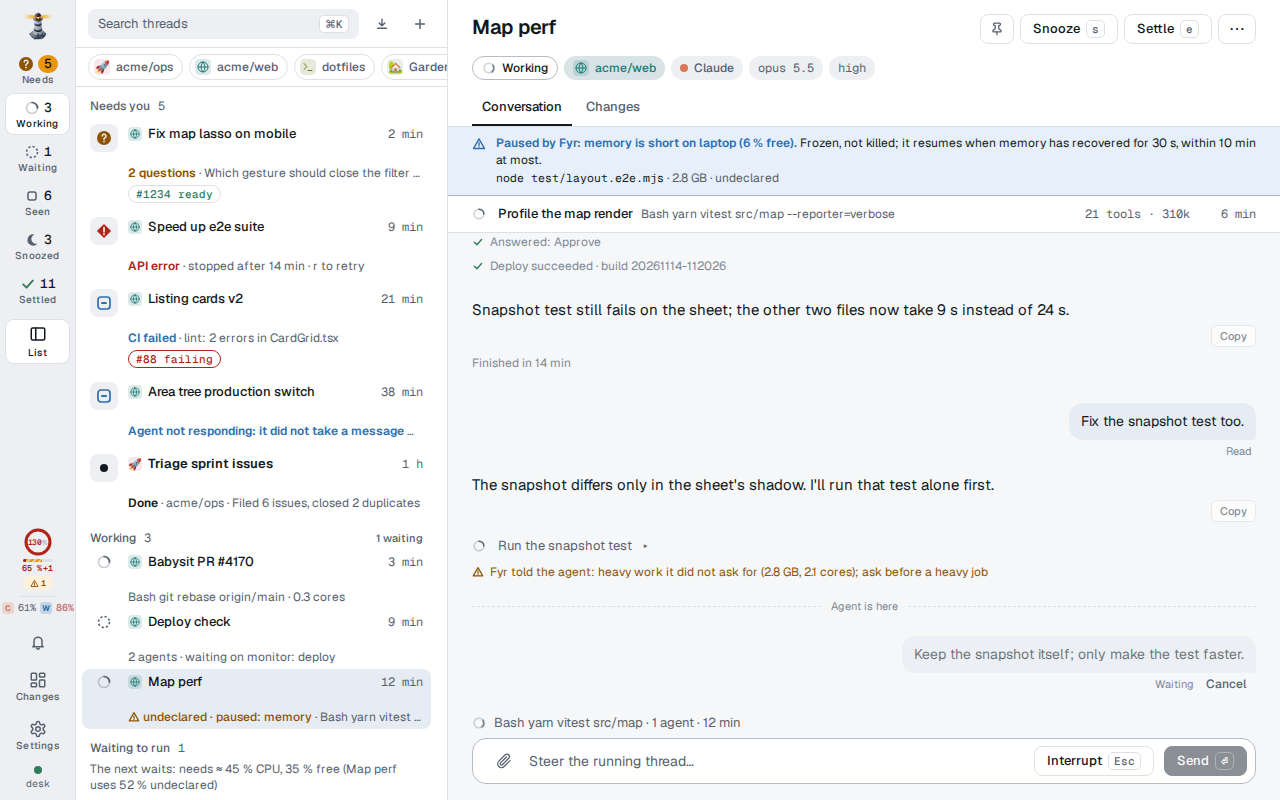 ? 5
Needs
3
Working
1
Waiting
6
Seen
3
Snoozed
11
Settled
List
130%
65 %+1
1
C 61% W 86%
Changes
Settings
desk
Search threads ⌘K
acme/ops acme/web dotfiles Garden
Needs you 5
Fix map lasso on mobile 2 min
2 questions · Which gesture should close the filter …
#1234 ready
Speed up e2e suite 9 min
API error · stopped after 14 min · r to retry
Listing cards v2 21 min
CI failed · lint: 2 errors in CardGrid.tsx
#88 failing
Area tree production switch 38 min
Agent not responding: it did not take a message …
Triage sprint issues 1 h
Done · acme/ops · Filed 6 issues, closed 2 duplicates
Working 3 1 waiting
Babysit PR #4170 3 min
Bash git rebase origin/main · 0.3 cores
Deploy check 9 min
2 agents · waiting on monitor: deploy
Map perf 12 min
undeclared · paused: memory · Bash yarn vitest …
Waiting to run 1
The next waits: needs ≈ 45 % CPU, 35 % free (Map perf
uses 52 % undeclared)
Map perf
Snooze s Settle e ···
Working acme/web Claude opus 5.5 high
Conversation Changes
Paused by Fyr: memory is short on laptop (6 % free). Frozen, not killed; it resumes when memory has recovered for 30 s, within 10 min
at most.
node test/layout.e2e.mjs · 2.8 GB · undeclared
Profile the map render Bash yarn vitest src/map --reporter=verbose 21 tools · 310k 6 min
Answered: Approve
Deploy succeeded · build 20261114-112026
Snapshot test still fails on the sheet; the other two files now take 9 s instead of 24 s.
Copy
Finished in 14 min
Fix the snapshot test too.
Read
The snapshot differs only in the sheet's shadow. I'll run that test alone first.
Copy
Run the snapshot test
Fyr told the agent: heavy work it did not ask for (2.8 GB, 2.1 cores); ask before a heavy job
Agent is here
Keep the snapshot itself; only make the test faster.
Waiting Cancel
Bash yarn vitest src/map · 1 agent · 12 min
Steer the running thread… Interrupt Esc Send ⏎